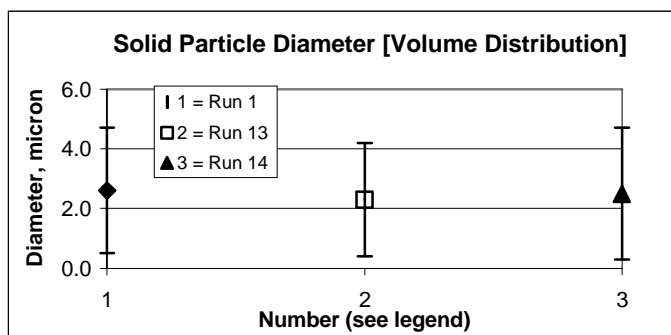 Solid Particle Diameter [Volume Distribution]
Diameter, micron
6.0
4.0
2.0
0.0
1 = Run 1
2 = Run 13
3 = Run 14
1 2 3
Number (see legend)